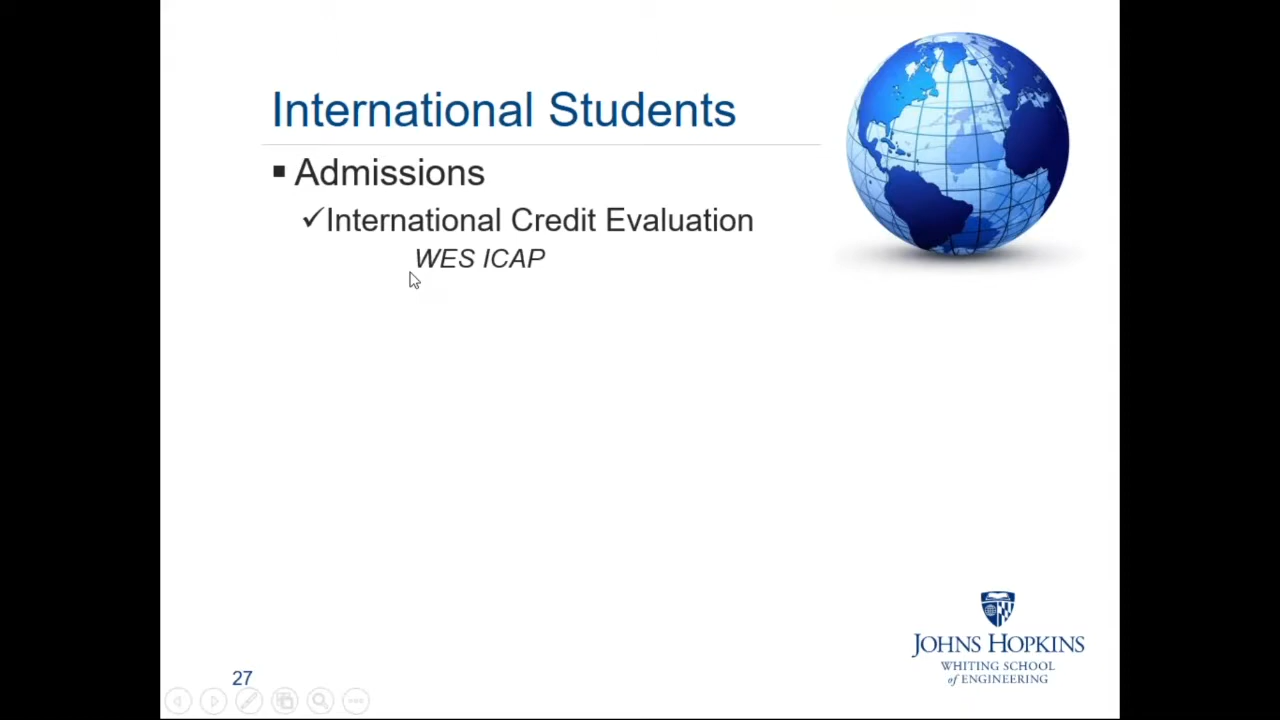 International Students
▪ Admissions
✓International Credit Evaluation
WES ICAP
JOHNS HOPKINS
WHITING SCHOOL
of ENGINEERING
27